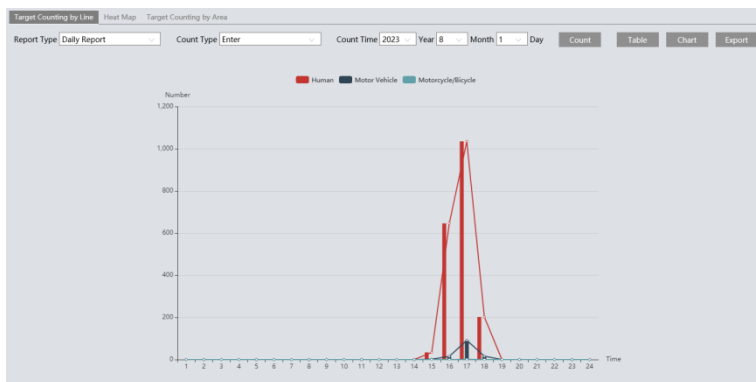 Target Counting by Line Heat Map Target Counting by Area
Report Type Daily Report Count Type Enter Count Time 2023 Year 8 Month 1 Day Count Table Chart Export
Human Motor Vehicle Motorcycle/Bicycle
Number
1,200
1,000
800
600
400
200
0
1 2 3 4 5 6 7 8 9 10 11 12 13 14 15 16 17 18 19 20 21 22 23 24
Time